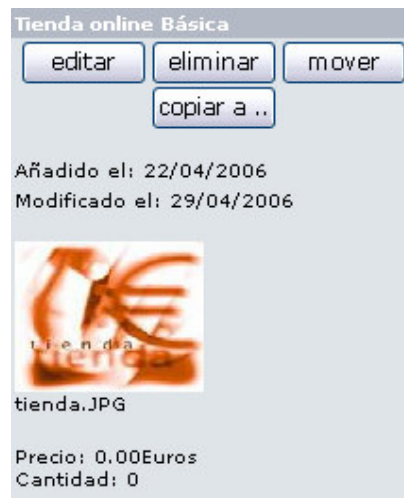 Tienda online Básica
editar eliminar mover
copiar a ..
Añadido el: 22/04/2006
Modificado el: 29/04/2006
tienda
tienda
tienda.JPG
Precio: 0.00Euros
Cantidad: 0